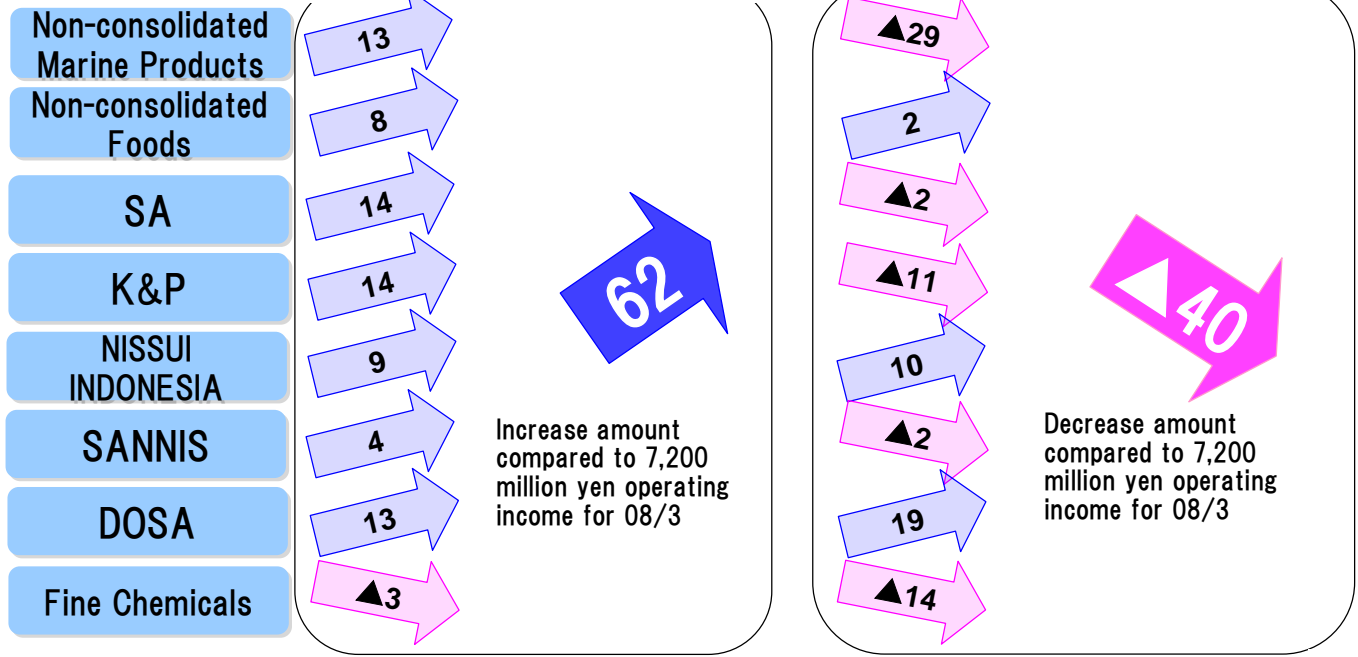 Non-consolidated
Marine Products
13
▲29
Non-consolidated
Foods
8
2
SA
14
▲2
K&P
14
▲11
NISSUI
INDONESIA
9
10
SANNIS
4
▲2
DOSA
13
19
Fine Chemicals
▲3
▲14
62
Increase amount
compared to 7,200
million yen operating
income for 08/3
▲40
Decrease amount
compared to 7,200
million yen operating
income for 08/3